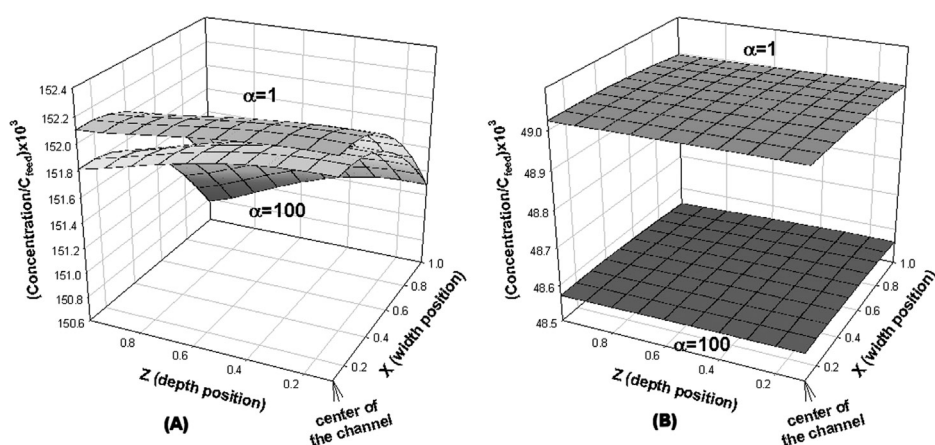 α=1
α=100
(Concentration/C_feed)x10³
152.4
152.2
152.0
151.8
151.6
151.4
151.2
151.0
150.8
150.6
0.8
0.6
0.4
0.2
Z (depth position)
1.0
0.8
0.6
0.4
0.2
X (width position)
center of
the channel
(A)
α=1
α=100
(Concentration/C_feed)x10³
49.0
48.9
48.8
48.7
48.6
48.5
0.8
0.6
0.4
0.2
Z (depth position)
1.0
0.8
0.6
0.4
0.2
X (width position)
center of
the channel
(B)